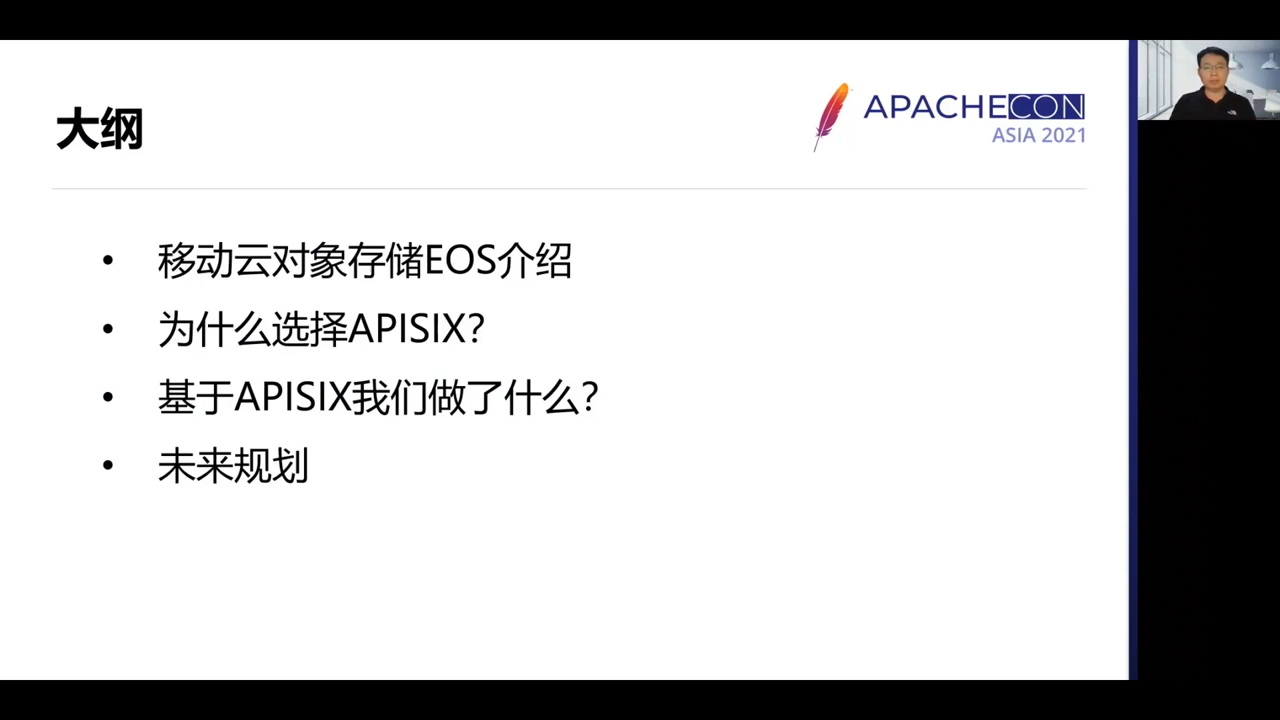 大纲
APACHECON
ASIA 2021
• 移动云对象存储EOS介绍
• 为什么选择APISIX？
• 基于APISIX我们做了什么？
• 未来规划